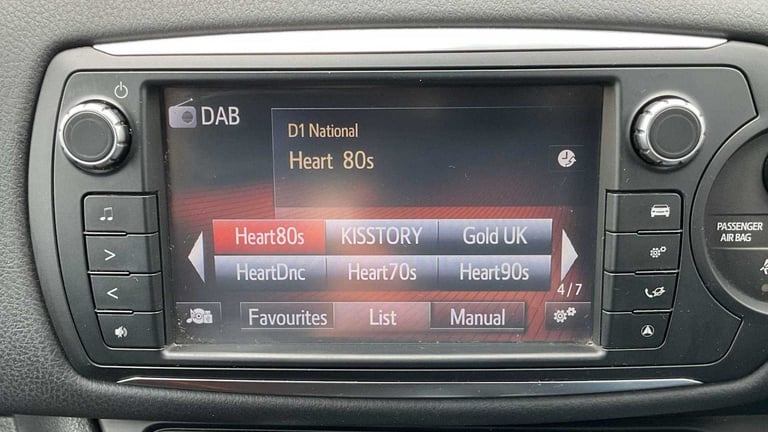 DAB
D1 National
Heart 80s
Heart80s KISSTORY Gold UK
HeartDnc Heart70s Heart90s
4/7
Favourites List Manual
PASSENGER
AIR BAG